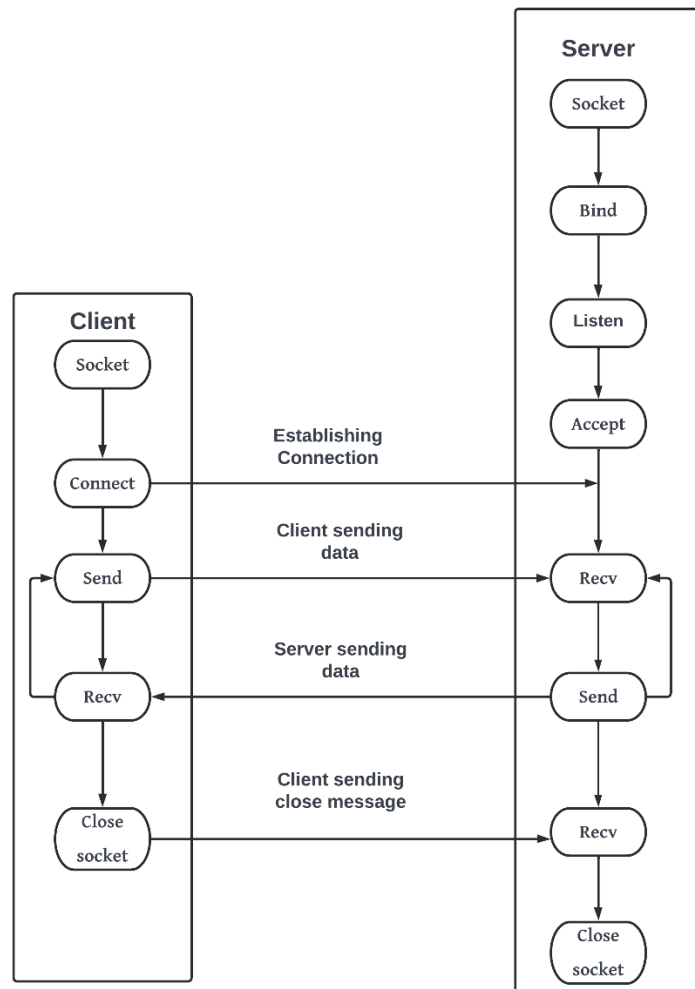 Server
Socket
Bind
Listen
Accept
Client
Socket
Connect
Send
Recv
Close
socket
Establishing
Connection
Client sending
data
Server sending
data
Client sending
close message
Recv
Send
Recv
Close
socket